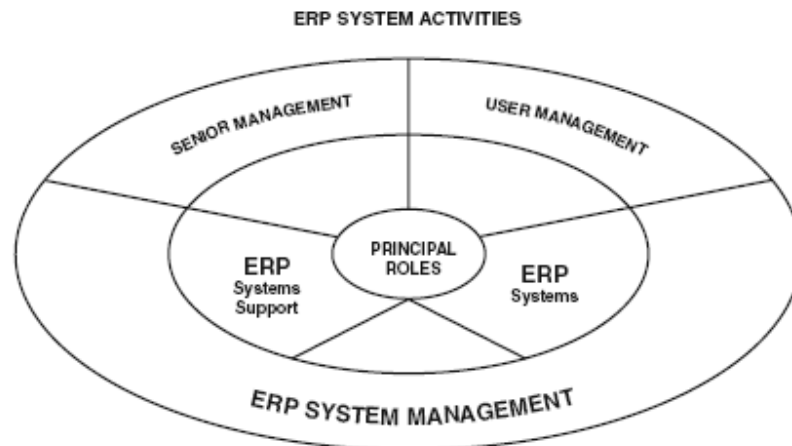 ERP SYSTEM ACTIVITIES
SENIOR MANAGEMENT
USER MANAGEMENT
PRINCIPAL
ROLES
ERP
Systems
Support
ERP
Systems
ERP SYSTEM MANAGEMENT